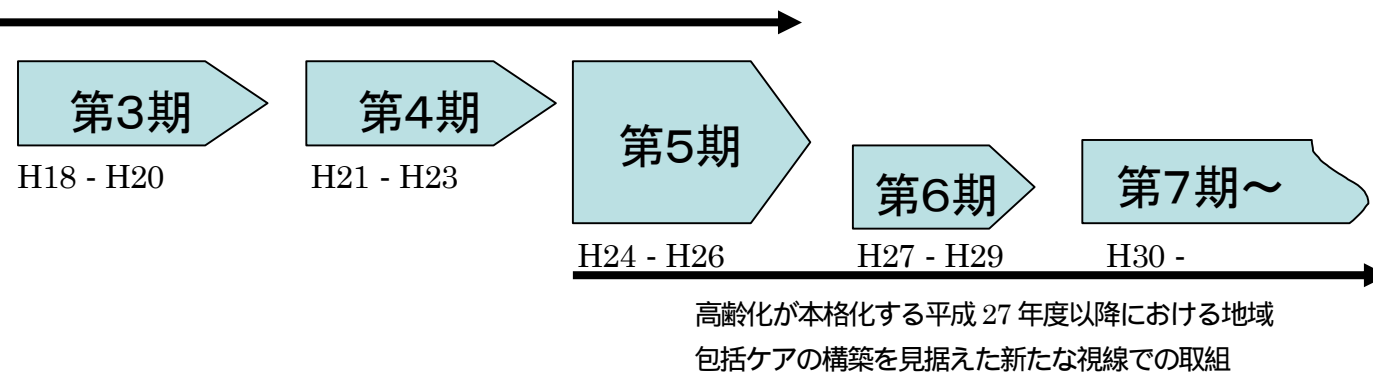 第3期
第4期
第5期
第6期
第7期～
H18 - H20
H21 - H23
H24 - H26
H27 - H29
H30 -
高齢化が本格化する平成 27 年度以降における地域
包括ケアの構築を見据えた新たな視線での取組